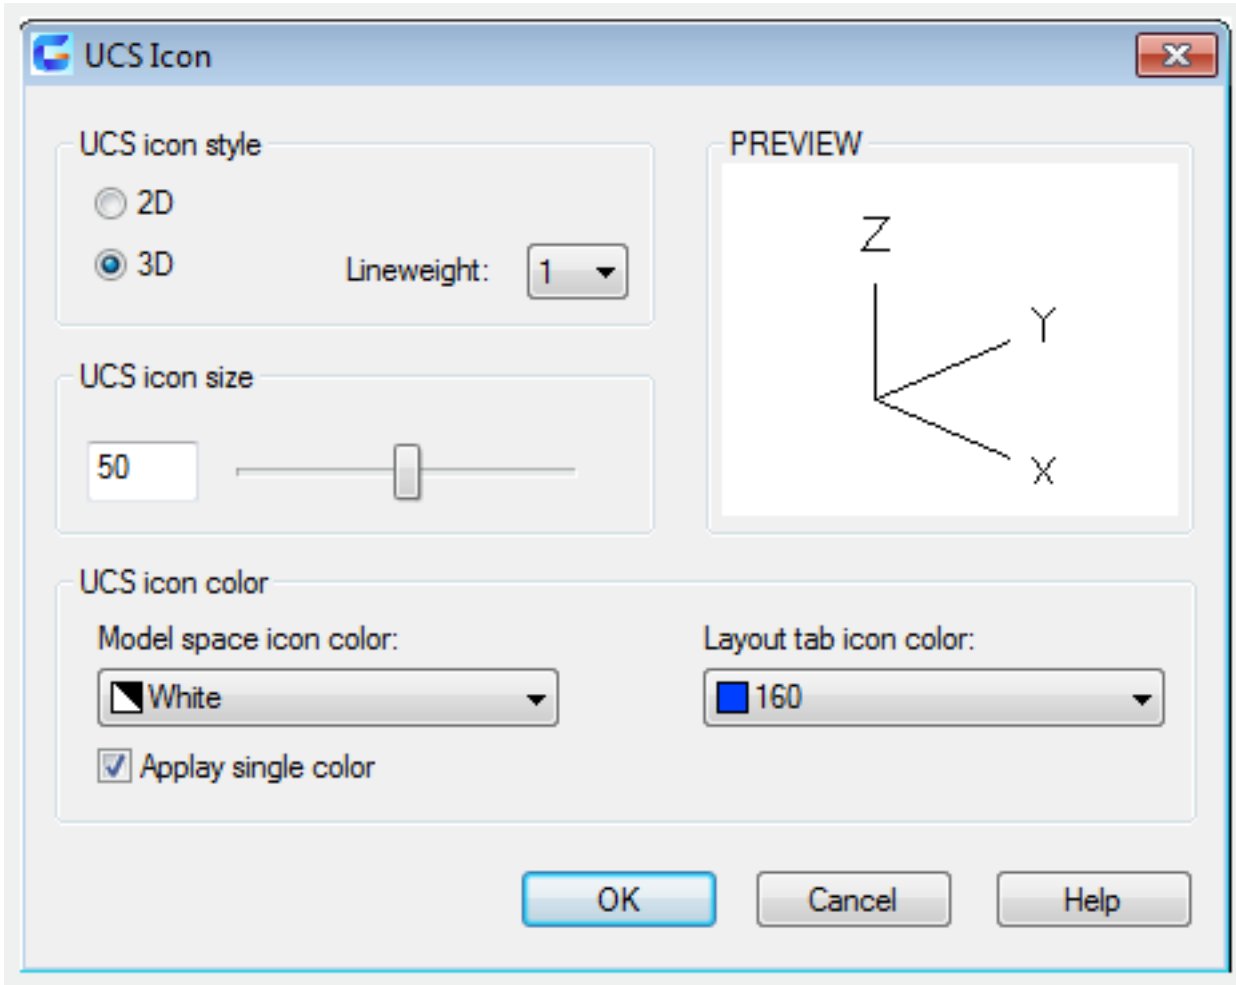 UCS Icon
UCS icon style
2D
3D
Lineweight:
1
UCS icon size
50
PREVIEW
Z
Y
X
UCS icon color
Model space icon color:
White
Applay single color
Layout tab icon color:
160
OK
Cancel
Help